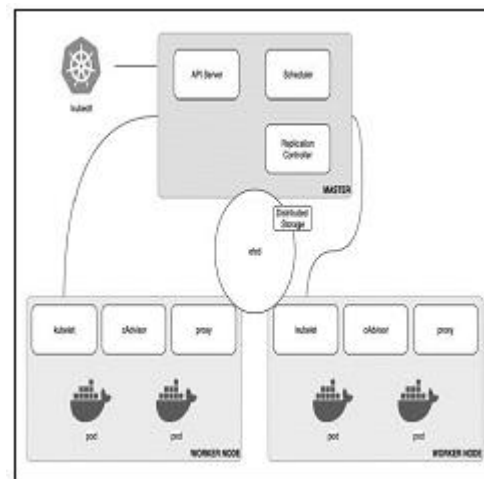 API Server
Scheduler
kubectl
Replication
Controller
MASTER
Distributed
Storage
etcd
kubelet
cAdvisor
proxy
kubelet
cAdvisor
proxy
pod
pod
pod
pod
WORKER NODE
WORKER NODE